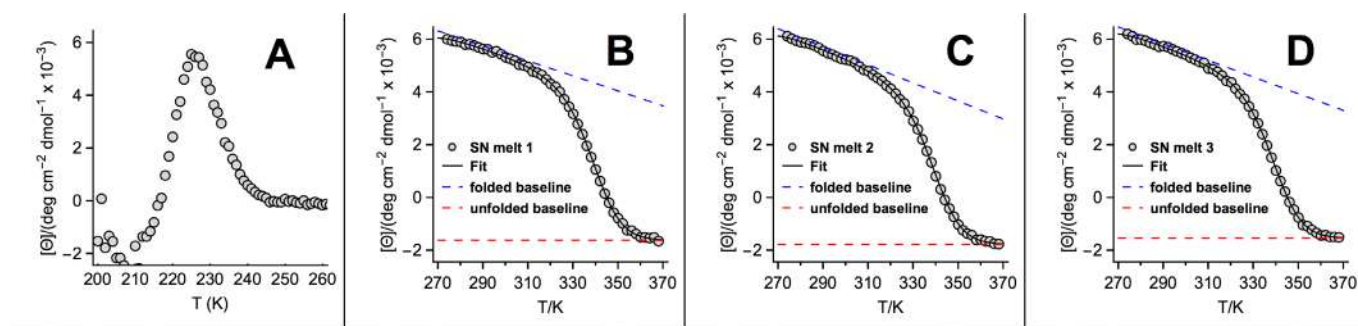 A
[Θ]/(deg cm⁻² dmol⁻¹ x 10⁻³)
6
4
2
0
−2
200 210 220 230 240 250 260
T (K)
B
[Θ]/(deg cm⁻² dmol⁻¹ x 10⁻³)
6
4
2
0
−2
SN melt 1
Fit
folded baseline
unfolded baseline
270 290 310 330 350 370
T/K
C
[Θ]/(deg cm⁻² dmol⁻¹ x 10⁻³)
6
4
2
0
−2
SN melt 2
Fit
folded baseline
unfolded baseline
270 290 310 330 350 370
T/K
D
[Θ]/(deg cm⁻² dmol⁻¹ x 10⁻³)
6
4
2
0
−2
SN melt 3
Fit
folded baseline
unfolded baseline
270 290 310 330 350 370
T/K